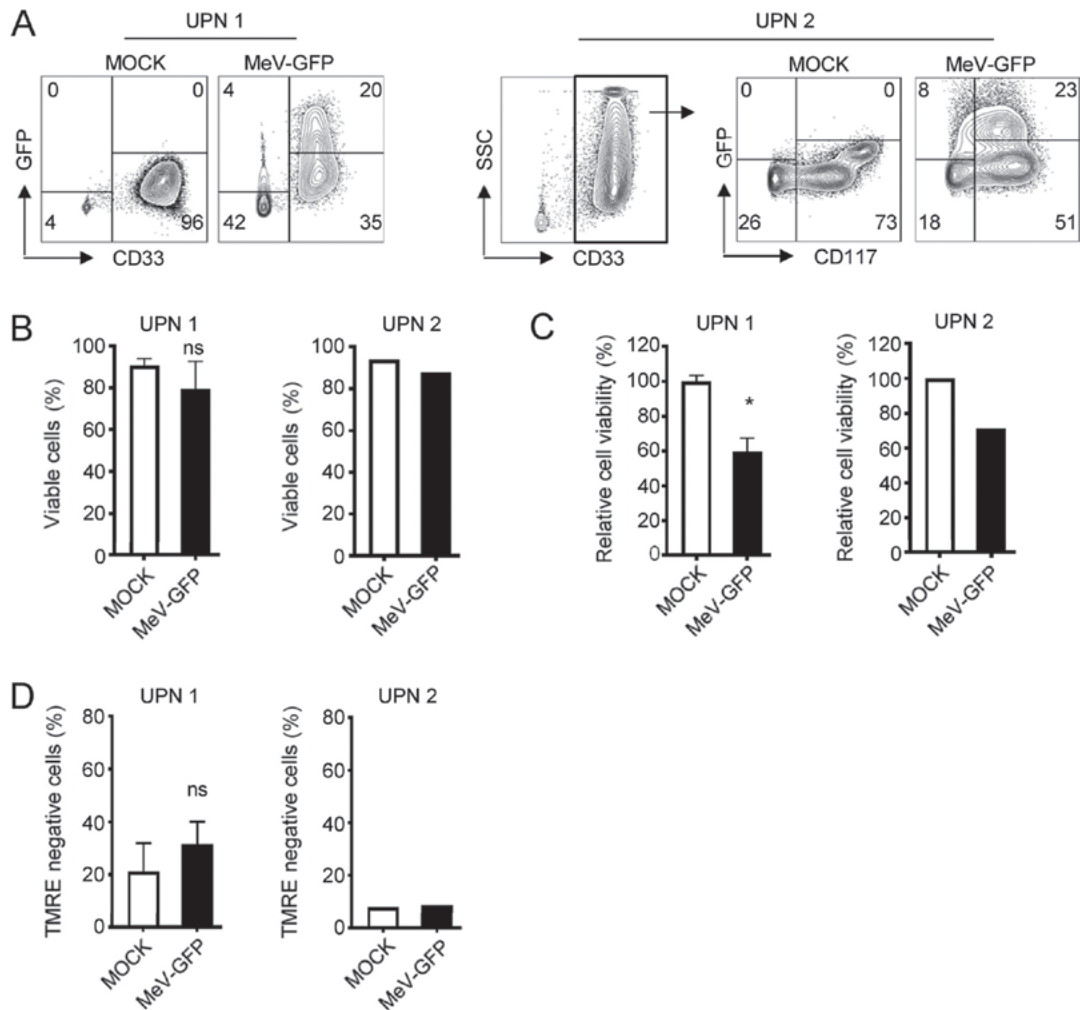 A
UPN 1
UPN 2
MOCK
MeV-GFP
MOCK
MeV-GFP
0
0
4
20
0
0
8
23
GFP
SSC
GFP
4
96
42
35
26
73
18
51
CD33
CD33
CD117
B
UPN 1
UPN 2
C
UPN 1
UPN 2
ns
*
Viable cells (%)
100
80
60
40
20
0
MOCK
MeV-GFP
Viable cells (%)
100
80
60
40
20
0
MOCK
MeV-GFP
Relative cell viability (%)
120
100
80
60
40
20
0
MOCK
MeV-GFP
Relative cell viability (%)
120
100
80
60
40
20
0
MOCK
MeV-GFP
D
UPN 1
UPN 2
ns
TMRE negative cells (%)
80
60
40
20
0
MOCK
MeV-GFP
TMRE negative cells (%)
80
60
40
20
0
MOCK
MeV-GFP